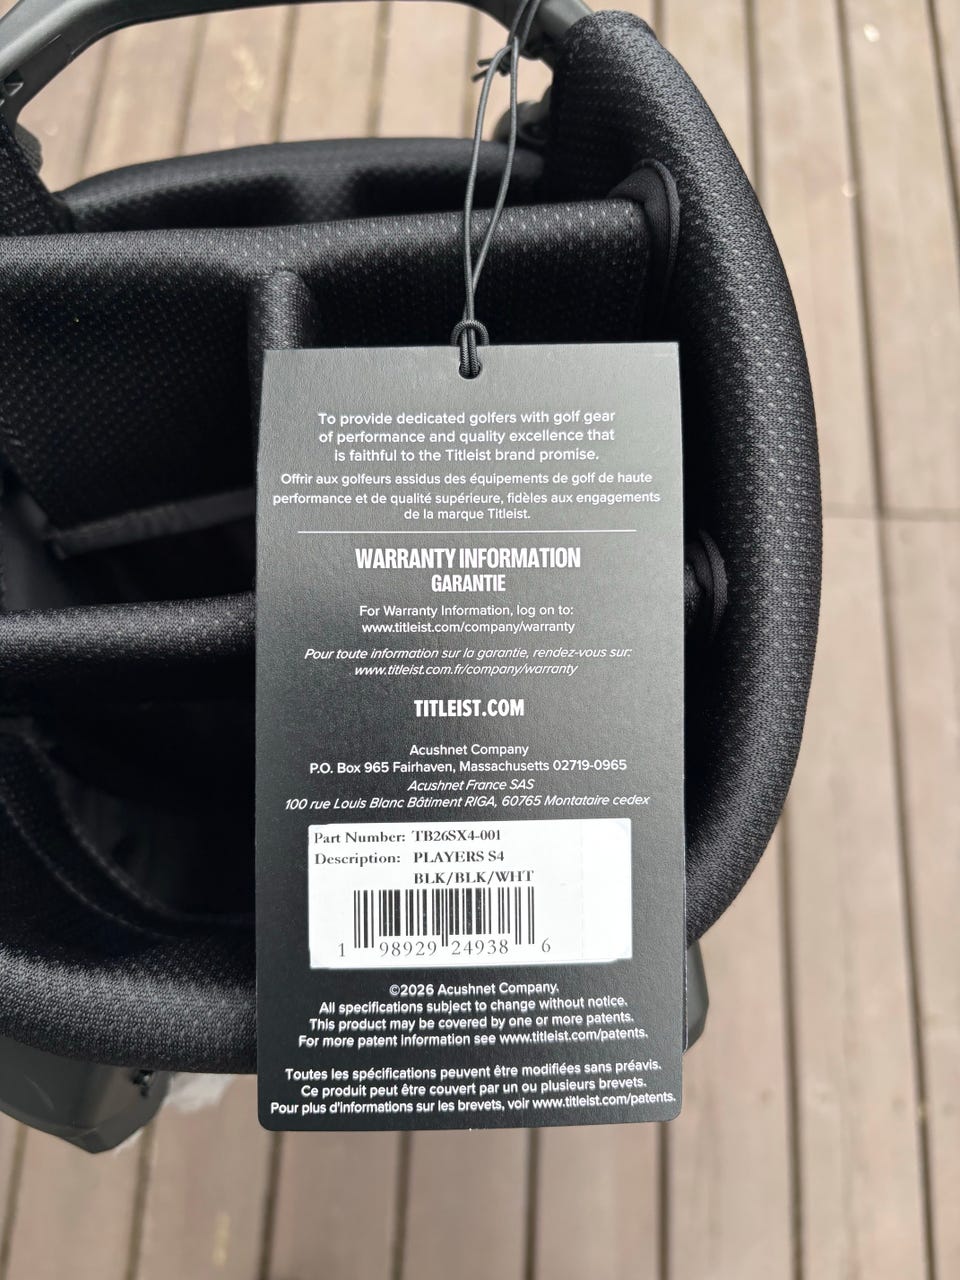 To provide dedicated golfers with golf gear
of performance and quality excellence that
is faithful to the Titleist brand promise.
Offrir aux golfeurs assidus des équipements de golf de haute
performance et de qualité supérieure, fidèles aux engagements
de la marque Titleist.
WARRANTY INFORMATION
GARANTIE
For Warranty Information, log on to:
www.titleist.com/company/warranty
Pour toute information sur la garantie, rendez-vous sur:
www.titleist.com.fr/company/warranty
TITLEIST.COM
Acushnet Company
P.O. Box 965 Fairhaven, Massachusetts 02719-0965
Acushnet France SAS
100 rue Louis Blanc Bâtiment RIGA, 60765 Montataire cedex
Part Number: TB26SX4-001
Description: PLAYERS S4
BLK/BLK/WHT
1 98929 24938 6
©2026 Acushnet Company.
All specifications subject to change without notice.
This product may be covered by one or more patents.
For more patent information see www.titleist.com/patents.
Toutes les spécifications peuvent être modifiées sans préavis.
Ce produit peut être couvert par un ou plusieurs brevets.
Pour plus d'informations sur les brevets, voir www.titleist.com/patents.